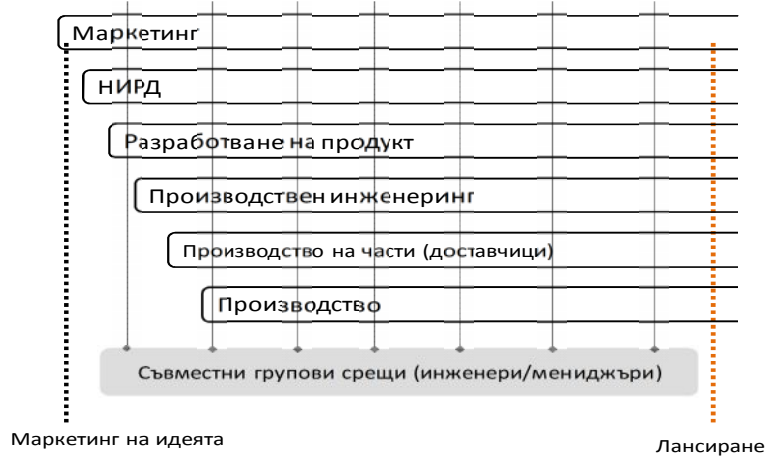 Маркетинг
НИРД
Разработване на продукт
Производствен инженеринг
Производство на части (доставчици)
Производство
Съвместни групови срещи (инженери/мениджъри)
Маркетинг на идеята
Лансиране